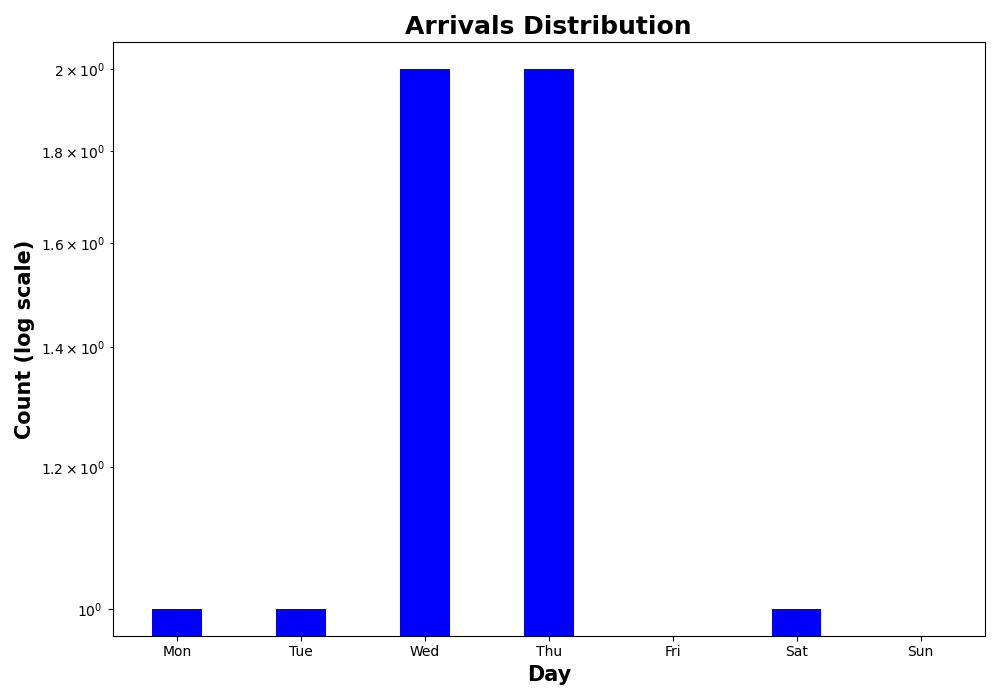 Arrivals Distribution
2 × 10⁰
1.8 × 10⁰
1.6 × 10⁰
1.4 × 10⁰
1.2 × 10⁰
10⁰
Count (log scale)
Mon Tue Wed Thu Fri Sat Sun
Day